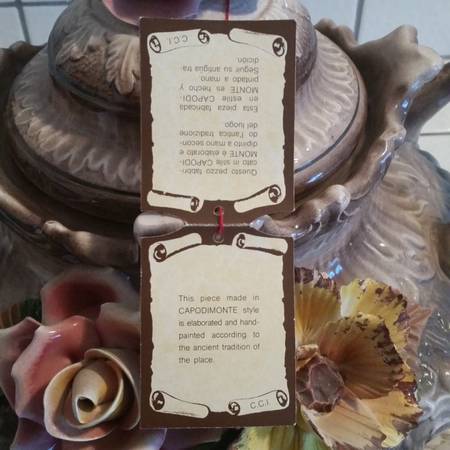 Questo pezzo fabbri-
cato in stile CAPODI-
MONTE è elaborato e
dipinto a mano secon-
do l'antica tradizione
del luogo
Esta pieza fabricada
en estile CAPODI-
MONTE es hecho y
pintado a mano
Seguir su antigua tra
dición
C.C.I.
This piece made in
CAPODIMONTE style
is elaborated and hand-
painted according to
the ancient tradition of
the place.
C.C.I.